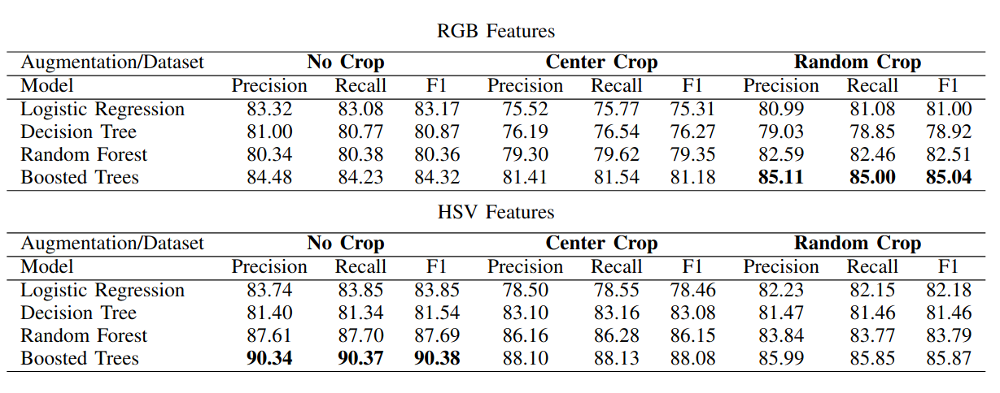 RGB Features
Augmentation/Dataset No Crop Center Crop Random Crop
Model Precision Recall F1 Precision Recall F1 Precision Recall F1
Logistic Regression 83.32 83.08 83.17 75.52 75.77 75.31 80.99 81.08 81.00
Decision Tree 81.00 80.77 80.87 76.19 76.54 76.27 79.03 78.85 78.92
Random Forest 80.34 80.38 80.36 79.30 79.62 79.35 82.59 82.46 82.51
Boosted Trees 84.48 84.23 84.32 81.41 81.54 81.18 85.11 85.00 85.04
HSV Features
Augmentation/Dataset No Crop Center Crop Random Crop
Model Precision Recall F1 Precision Recall F1 Precision Recall F1
Logistic Regression 83.74 83.85 83.85 78.50 78.55 78.46 82.23 82.15 82.18
Decision Tree 81.40 81.34 81.54 83.10 83.16 83.08 81.47 81.46 81.46
Random Forest 87.61 87.70 87.69 86.16 86.28 86.15 83.84 83.77 83.79
Boosted Trees 90.34 90.37 90.38 88.10 88.13 88.08 85.99 85.85 85.87